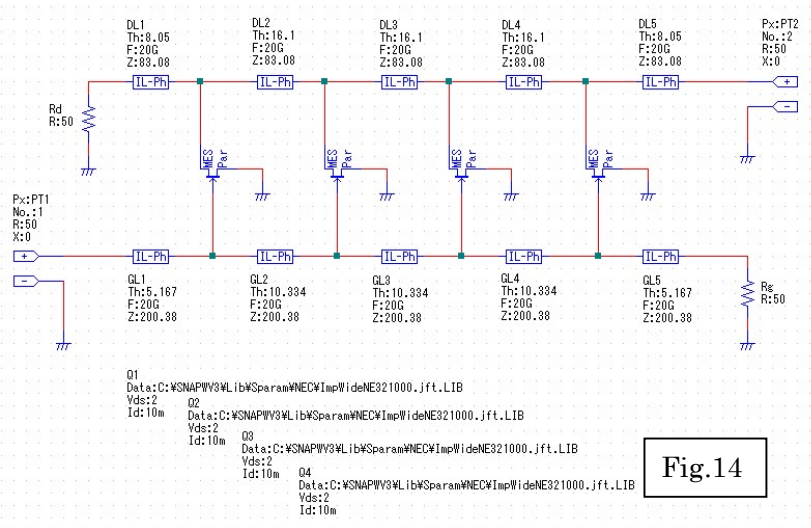 DL1
Th:8.05
F:20G
Z:83.08
DL2
Th:16.1
F:20G
Z:83.08
DL3
Th:16.1
F:20G
Z:83.08
DL4
Th:16.1
F:20G
Z:83.08
DL5
Th:8.05
F:20G
Z:83.08
Px:PT2
No.:2
R:50
X:0
IL-Ph
IL-Ph
IL-Ph
IL-Ph
IL-Ph
+
-
Rd
R:50
MES
Par
MES
Par
MES
Par
MES
Par
Px:PT1
No.:1
R:50
X:0
+
-
IL-Ph
IL-Ph
IL-Ph
IL-Ph
IL-Ph
GL1
Th:5.167
F:20G
Z:200.38
GL2
Th:10.334
F:20G
Z:200.38
GL3
Th:10.334
F:20G
Z:200.38
GL4
Th:10.334
F:20G
Z:200.38
GL5
Th:5.167
F:20G
Z:200.38
Rg
R:50
Q1
Data:C:¥SNAPWV3¥Lib¥Sparam¥NEC¥ImpWideNE321000.jft.LIB
Vds:2
Id:10m
Q2
Data:C:¥SNAPWV3¥Lib¥Sparam¥NEC¥ImpWideNE321000.jft.LIB
Vds:2
Id:10m
Q3
Data:C:¥SNAPWV3¥Lib¥Sparam¥NEC¥ImpWideNE321000.jft.LIB
Vds:2
Id:10m
Q4
Data:C:¥SNAPWV3¥Lib¥Sparam¥NEC¥ImpWideNE321000.jft.LIB
Vds:2
Id:10m
Fig.14